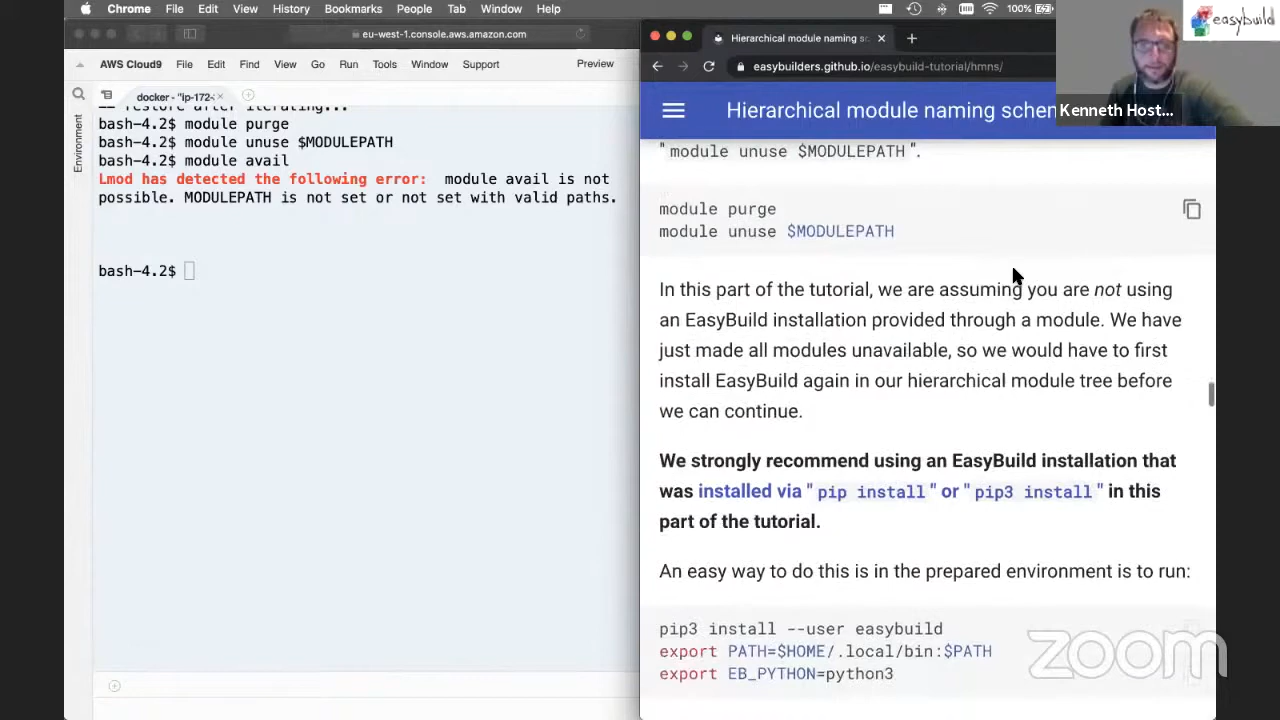 Chrome File Edit View History Bookmarks People Tab Window Help
100%
easybuild
eu-west-1.console.aws.amazon.com
Hierarchical module naming sc
AWS Cloud9 File Edit Find View Go Run Tools Window Support Preview
easybuilders.github.io/easybuild-tutorial/hmns/
docker - "ip-172-
Environment
Hierarchical module naming schem
Kenneth Host...
-- restore after iterating...
bash-4.2$ module purge
bash-4.2$ module unuse $MODULEPATH
bash-4.2$ module avail
Lmod has detected the following error: module avail is not
possible. MODULEPATH is not set or not set with valid paths.
bash-4.2$
"module unuse $MODULEPATH".
module purge
module unuse $MODULEPATH
In this part of the tutorial, we are assuming you are not using
an EasyBuild installation provided through a module. We have
just made all modules unavailable, so we would have to first
install EasyBuild again in our hierarchical module tree before
we can continue.
We strongly recommend using an EasyBuild installation that
was installed via "pip install" or "pip3 install" in this
part of the tutorial.
An easy way to do this is in the prepared environment is to run:
pip3 install --user easybuild
export PATH=$HOME/.local/bin:$PATH
export EB_PYTHON=python3
zoom